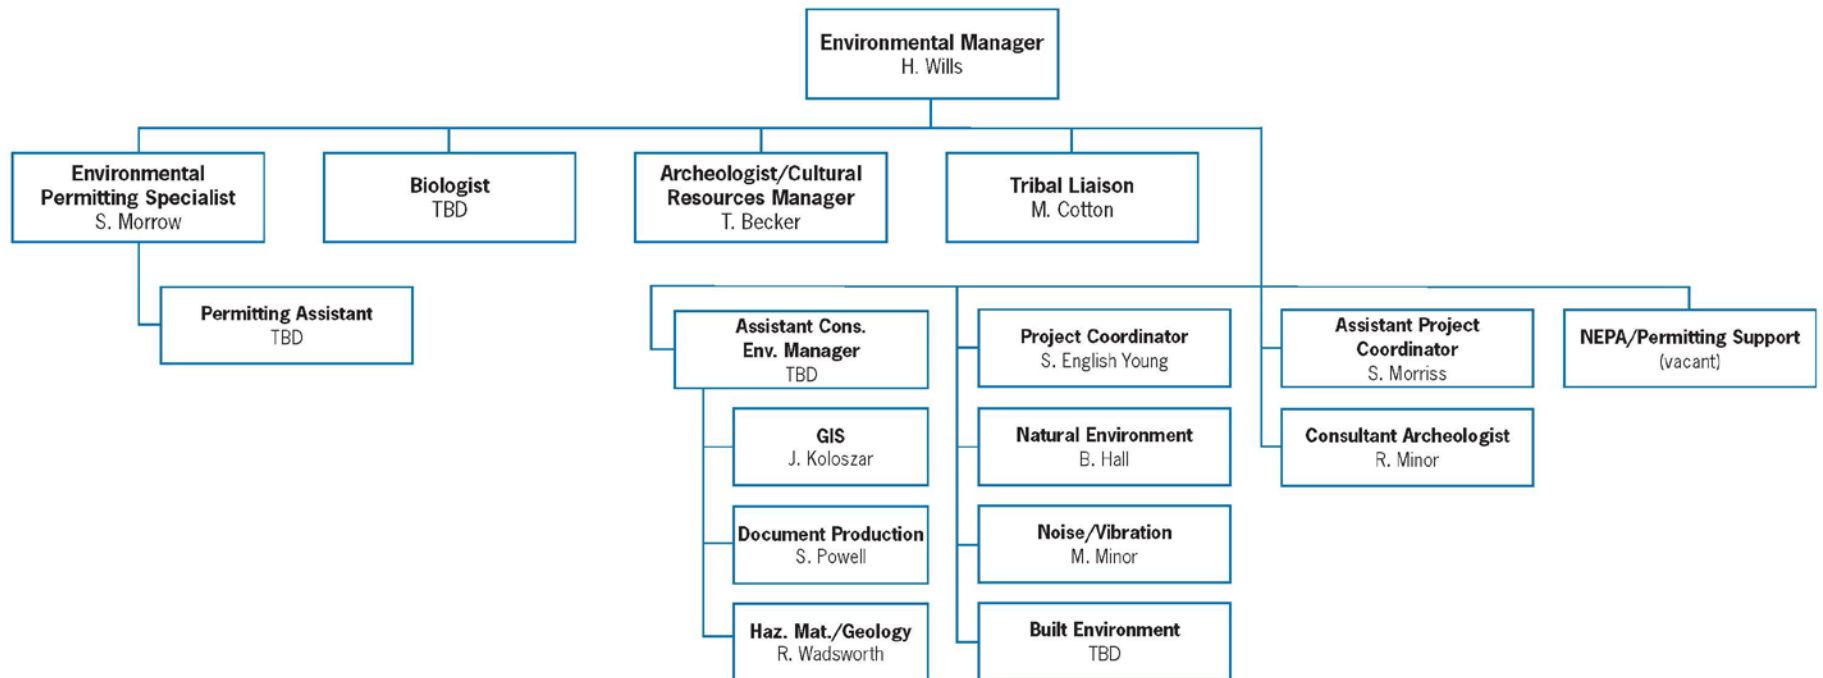 Environmental Manager
H. Wills
Environmental
Permitting Specialist
S. Morrow
Biologist
TBD
Archeologist/Cultural
Resources Manager
T. Becker
Tribal Liaison
M. Cotton
Permitting Assistant
TBD
Assistant Cons.
Env. Manager
TBD
Project Coordinator
S. English Young
Assistant Project
Coordinator
S. Morriss
NEPA/Permitting Support
(vacant)
GIS
J. Koloszar
Natural Environment
B. Hall
Consultant Archeologist
R. Minor
Document Production
S. Powell
Noise/Vibration
M. Minor
Haz. Mat./Geology
R. Wadsworth
Built Environment
TBD